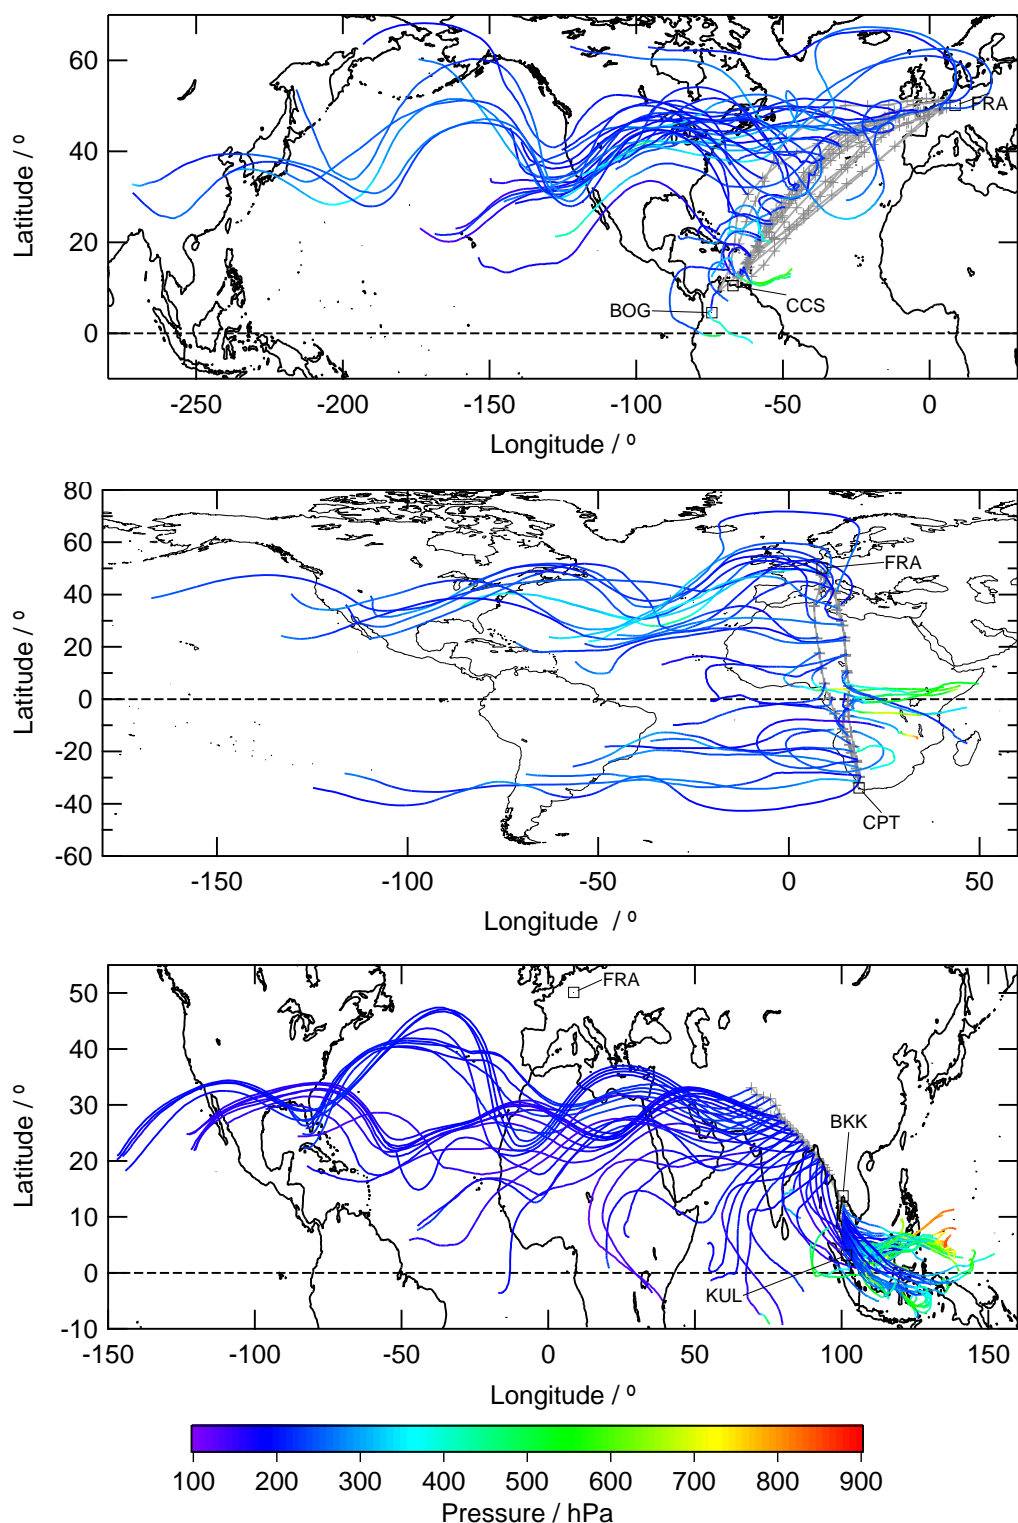 60
40
20
0
Latitude / º
FRA
CCS
BOG
-250 -200 -150 -100 -50 0
Longitude / º
80
60
40
20
0
-20
-40
-60
Latitude / º
FRA
CPT
-150 -100 -50 0 50
Longitude / º
50
40
30
20
10
0
-10
Latitude / º
FRA
BKK
KUL
-150 -100 -50 0 50 100 150
Longitude / º
100 200 300 400 500 600 700 800 900
Pressure / hPa